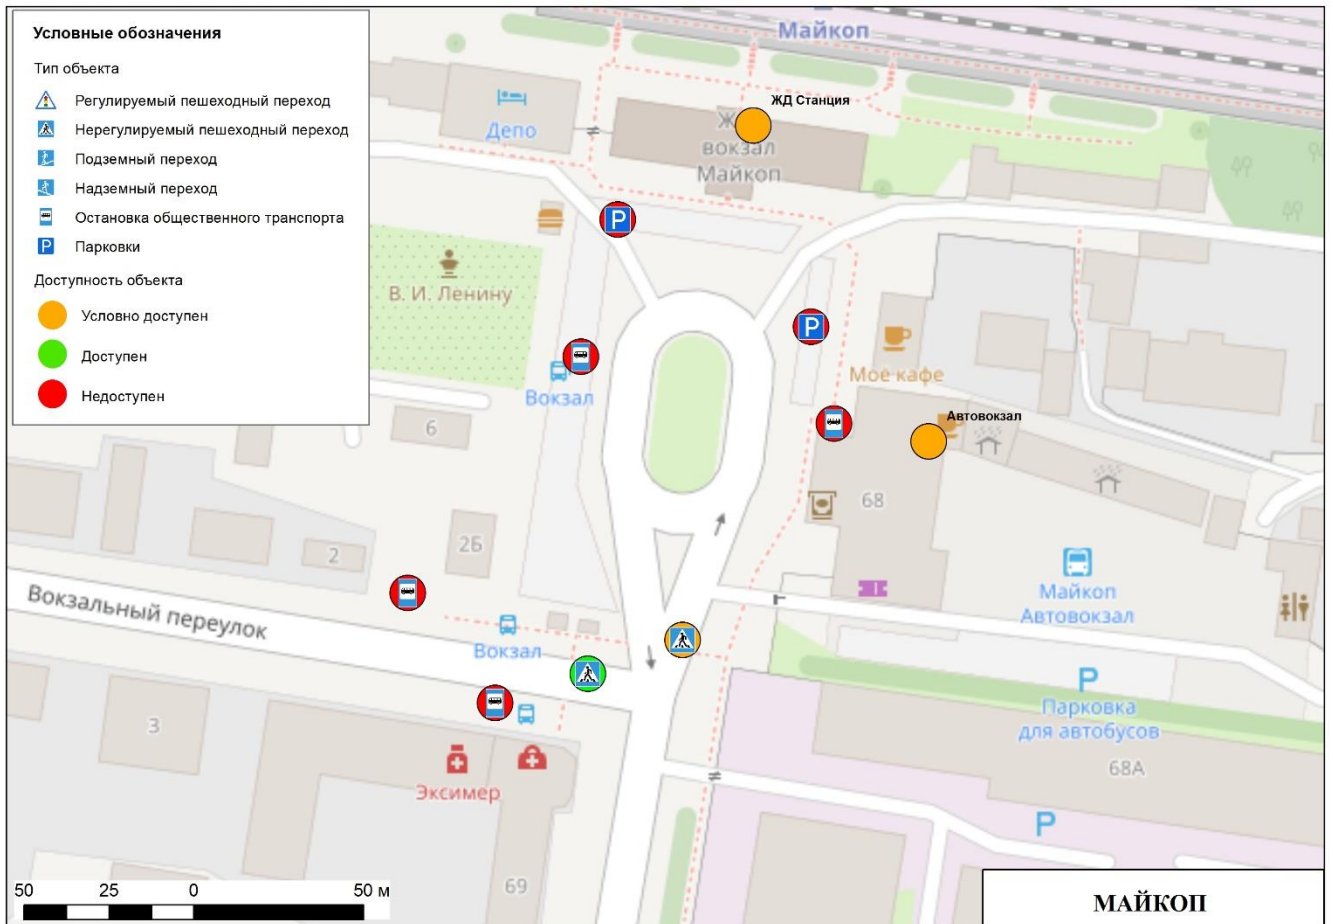 Условные обозначения
Тип объекта
Регулируемый пешеходный переход
Нерегулируемый пешеходный переход
Подземный переход
Надземный переход
Остановка общественного транспорта
P Парковки
Доступность объекта
Условно доступен
Доступен
Недоступен
Майкоп
ЖД Станция
Депо
Ж
вокзал
Майкоп
P
В. И. Ленину
P
Мое кафе
Вокзал
Автовокзал
6
68
2Б
2
Майкоп
Автовокзал
Вокзальный переулок
Вокзал
P
Парковка
для автобусов
3
68А
Эксимер
P
69
50 25 0 50 м
МАЙКОП